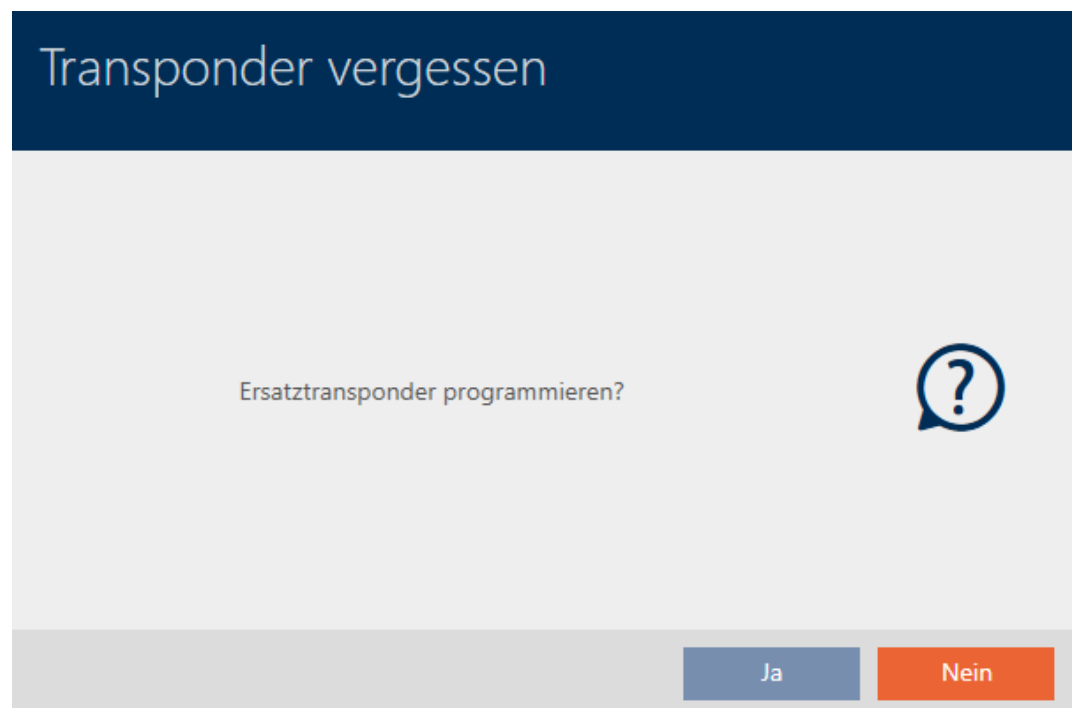 Transponder vergessen
Ersatztransponder programmieren?
?
Ja
Nein